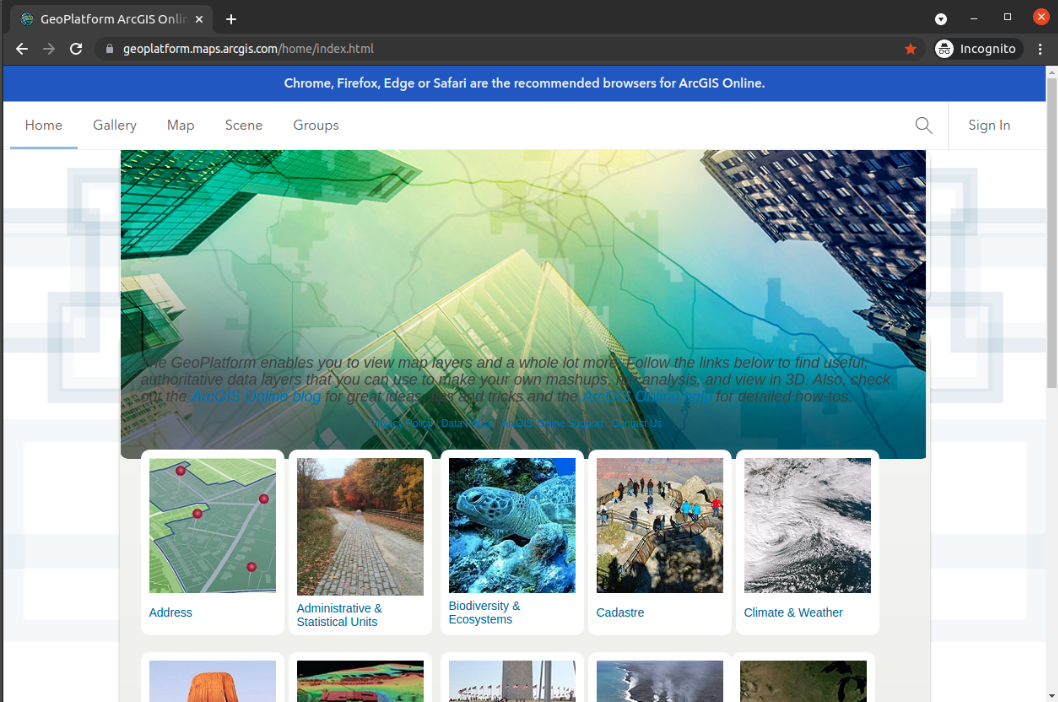 GeoPlatform ArcGIS Onlin
geoplatform.maps.arcgis.com/home/index.html
Incognito
Chrome, Firefox, Edge or Safari are the recommended browsers for ArcGIS Online.
Home Gallery Map Scene Groups Sign In
The GeoPlatform enables you to view map layers and a whole lot more. Follow the links below to find useful,
authoritative data layers that you can use to make your own mashups, for analysis, and view in 3D. Also, check
out the ArcGIS Online blog for great ideas, tips and tricks and the ArcGIS Online help for detailed how-tos.
Privacy Policy | Data Policy | ArcGIS Online Support | Contact Us
Address
Administrative &
Statistical Units
Biodiversity &
Ecosystems
Cadastre
Climate & Weather